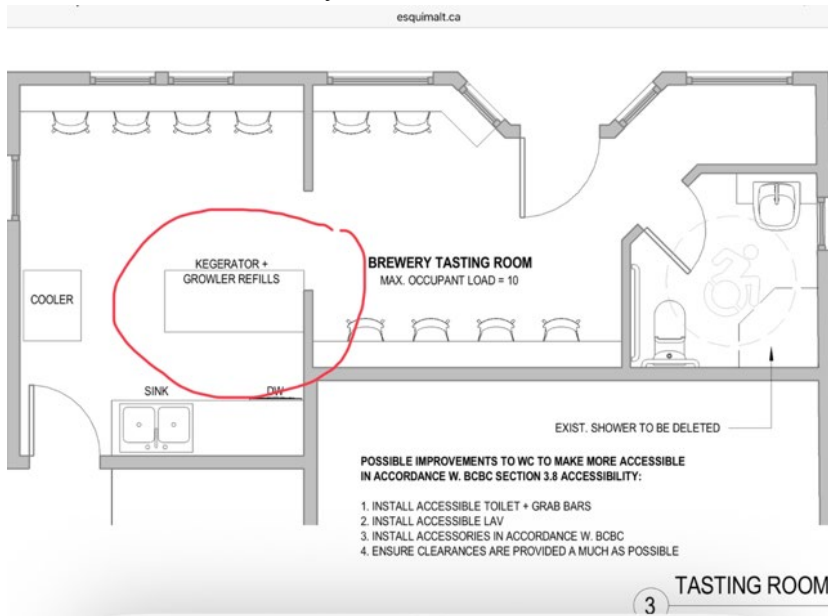 esquimalt.ca
KEGERATOR +
GROWLER REFILLS
BREWERY TASTING ROOM
MAX. OCCUPANT LOAD = 10
COOLER
SINK
DW
EXIST. SHOWER TO BE DELETED
POSSIBLE IMPROVEMENTS TO WC TO MAKE MORE ACCESSIBLE
IN ACCORDANCE W. BCBC SECTION 3.8 ACCESSIBILITY:
1. INSTALL ACCESSIBLE TOILET + GRAB BARS
2. INSTALL ACCESSIBLE LAV
3. INSTALL ACCESSORIES IN ACCORDANCE W. BCBC
4. ENSURE CLEARANCES ARE PROVIDED A MUCH AS POSSIBLE
3
TASTING ROOM